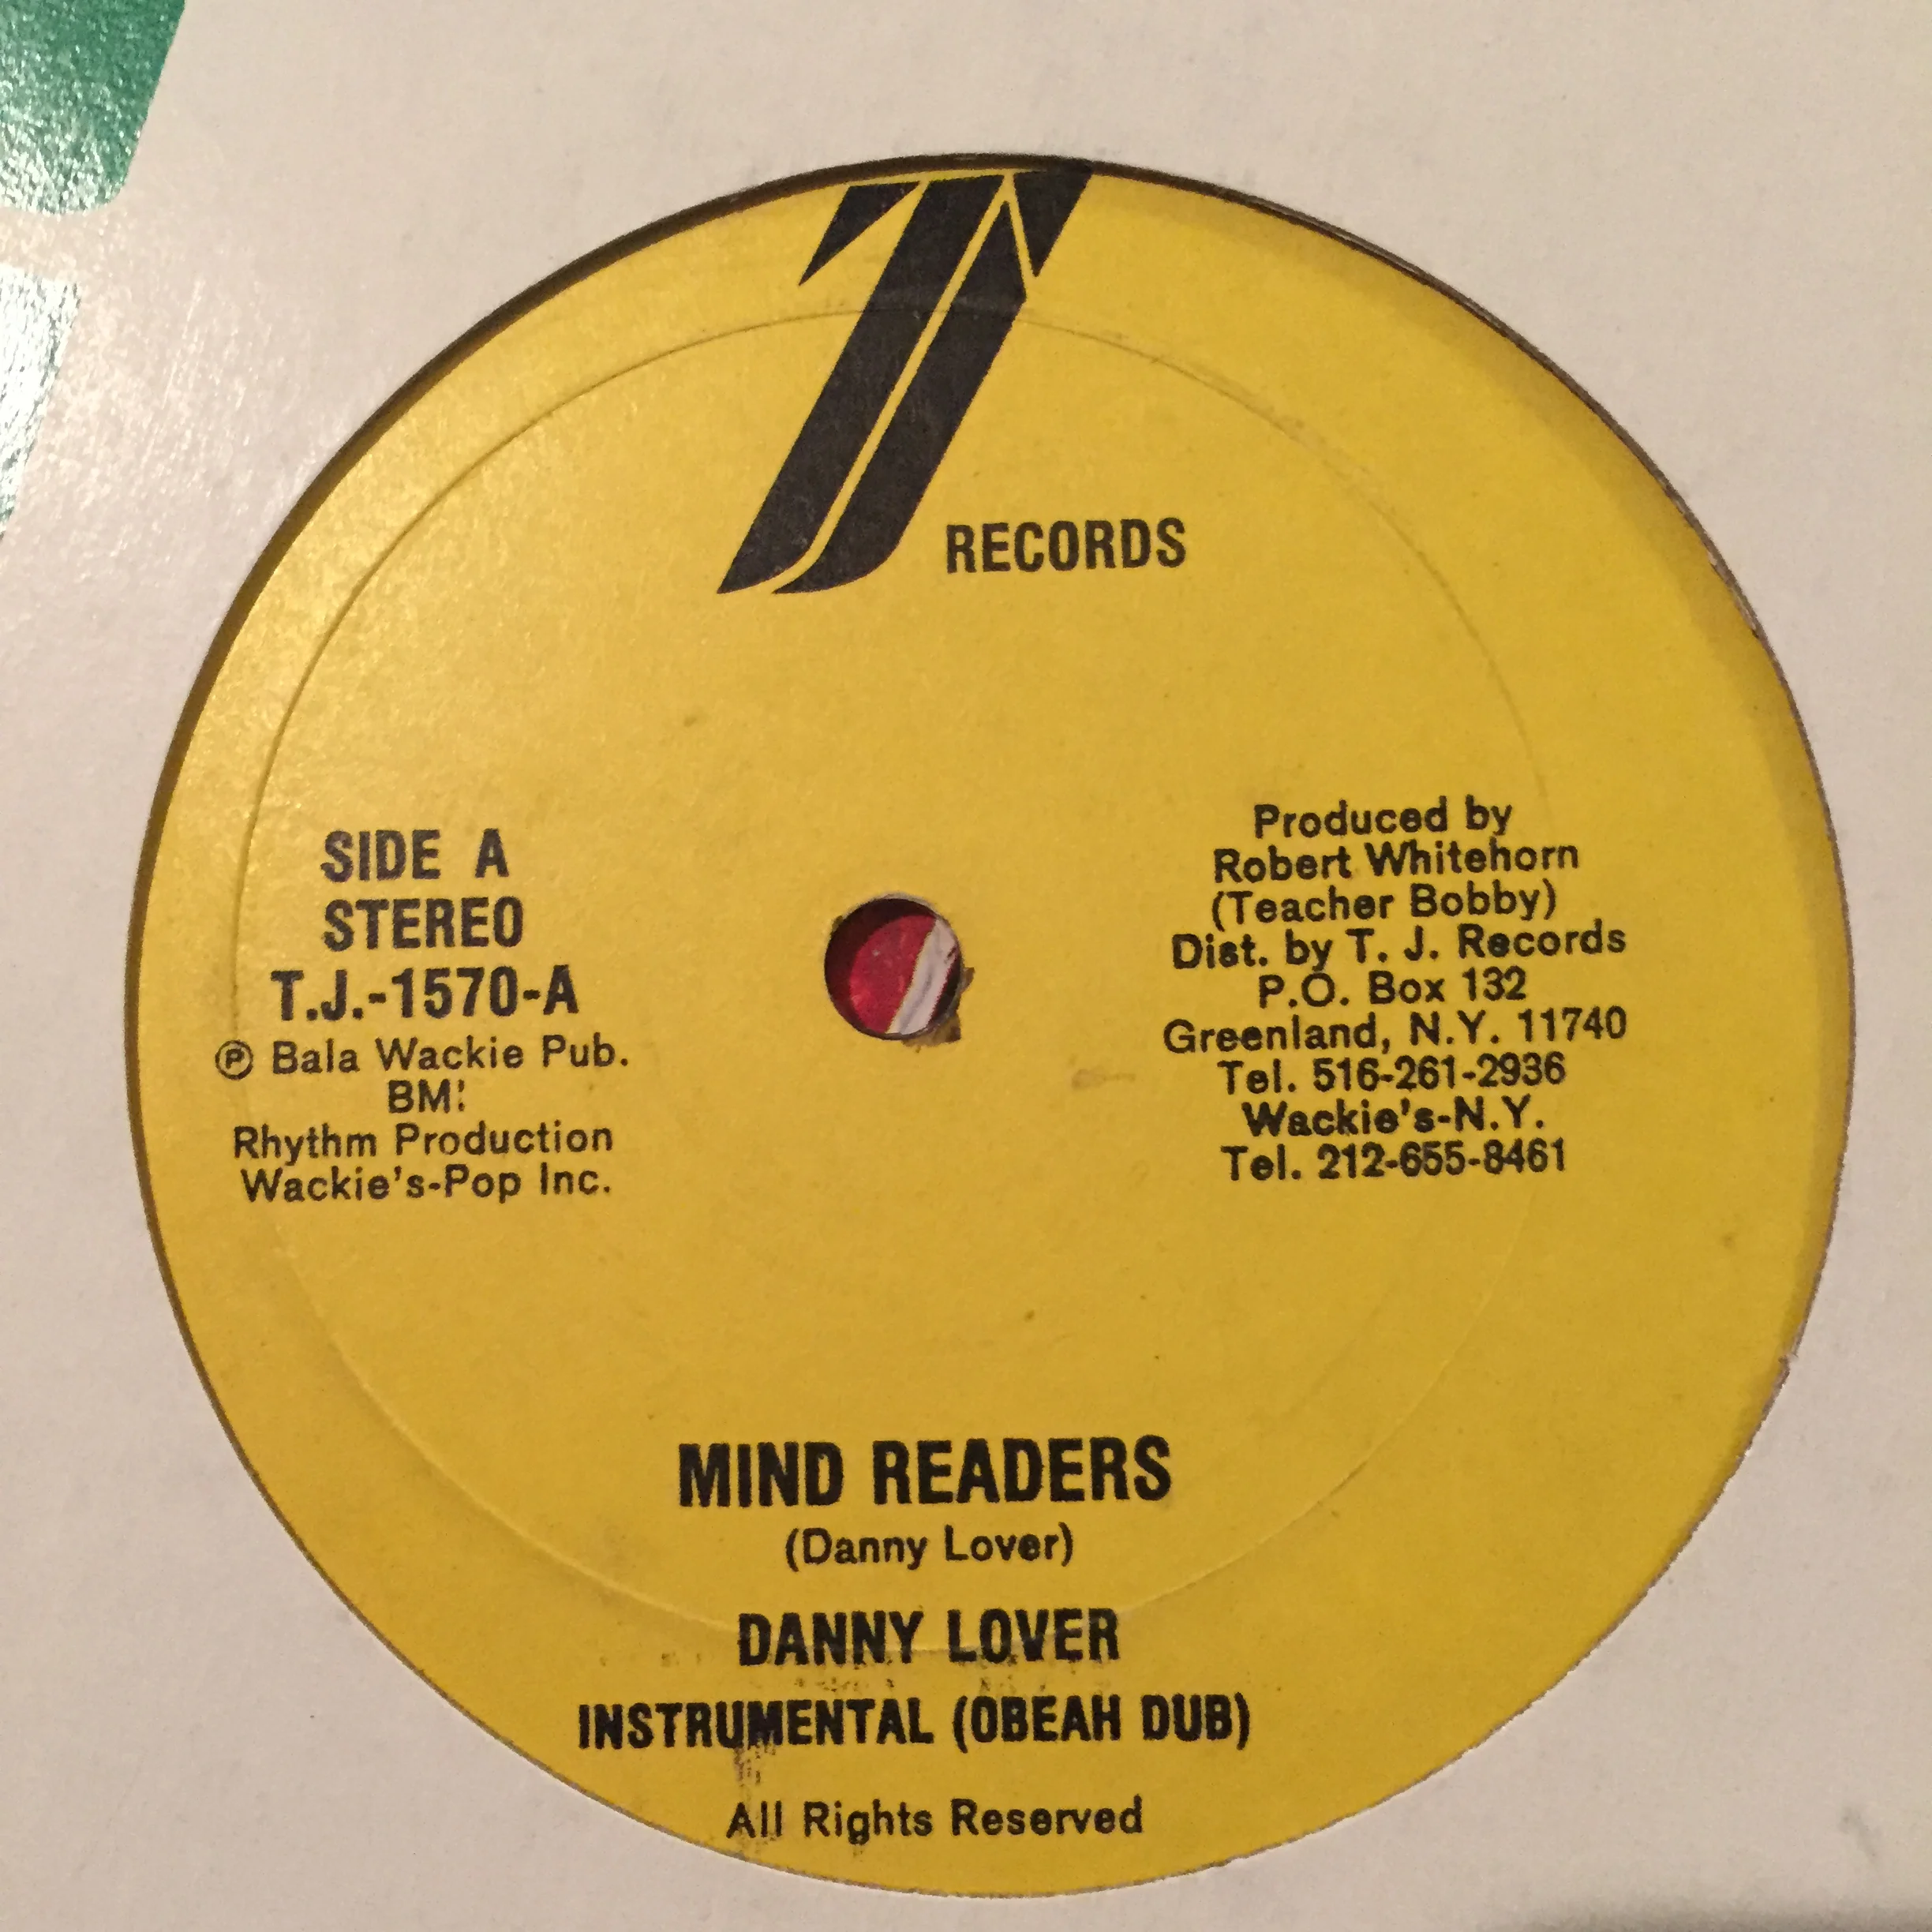 TJ RECORDS
SIDE A
STEREO
T.J.-1570-A
℗ Bala Wackie Pub.
BM!
Rhythm Production
Wackie's-Pop Inc.
Produced by
Robert Whitehorn
(Teacher Bobby)
Dist. by T. J. Records
P.O. Box 132
Greenland, N.Y. 11740
Tel. 516-261-2936
Wackie's-N.Y.
Tel. 212-655-8461
MIND READERS
(Danny Lover)
DANNY LOVER
INSTRUMENTAL (OBEAH DUB)
All Rights Reserved